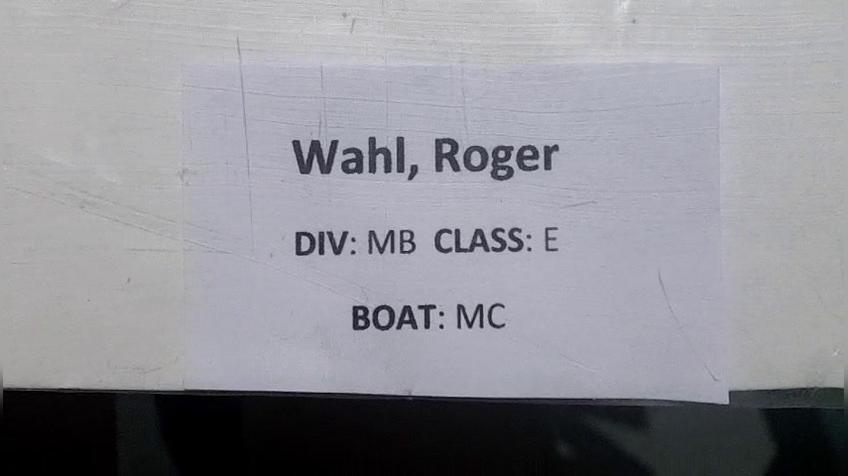 Wahl, Roger
DIV: MB CLASS: E
BOAT: MC